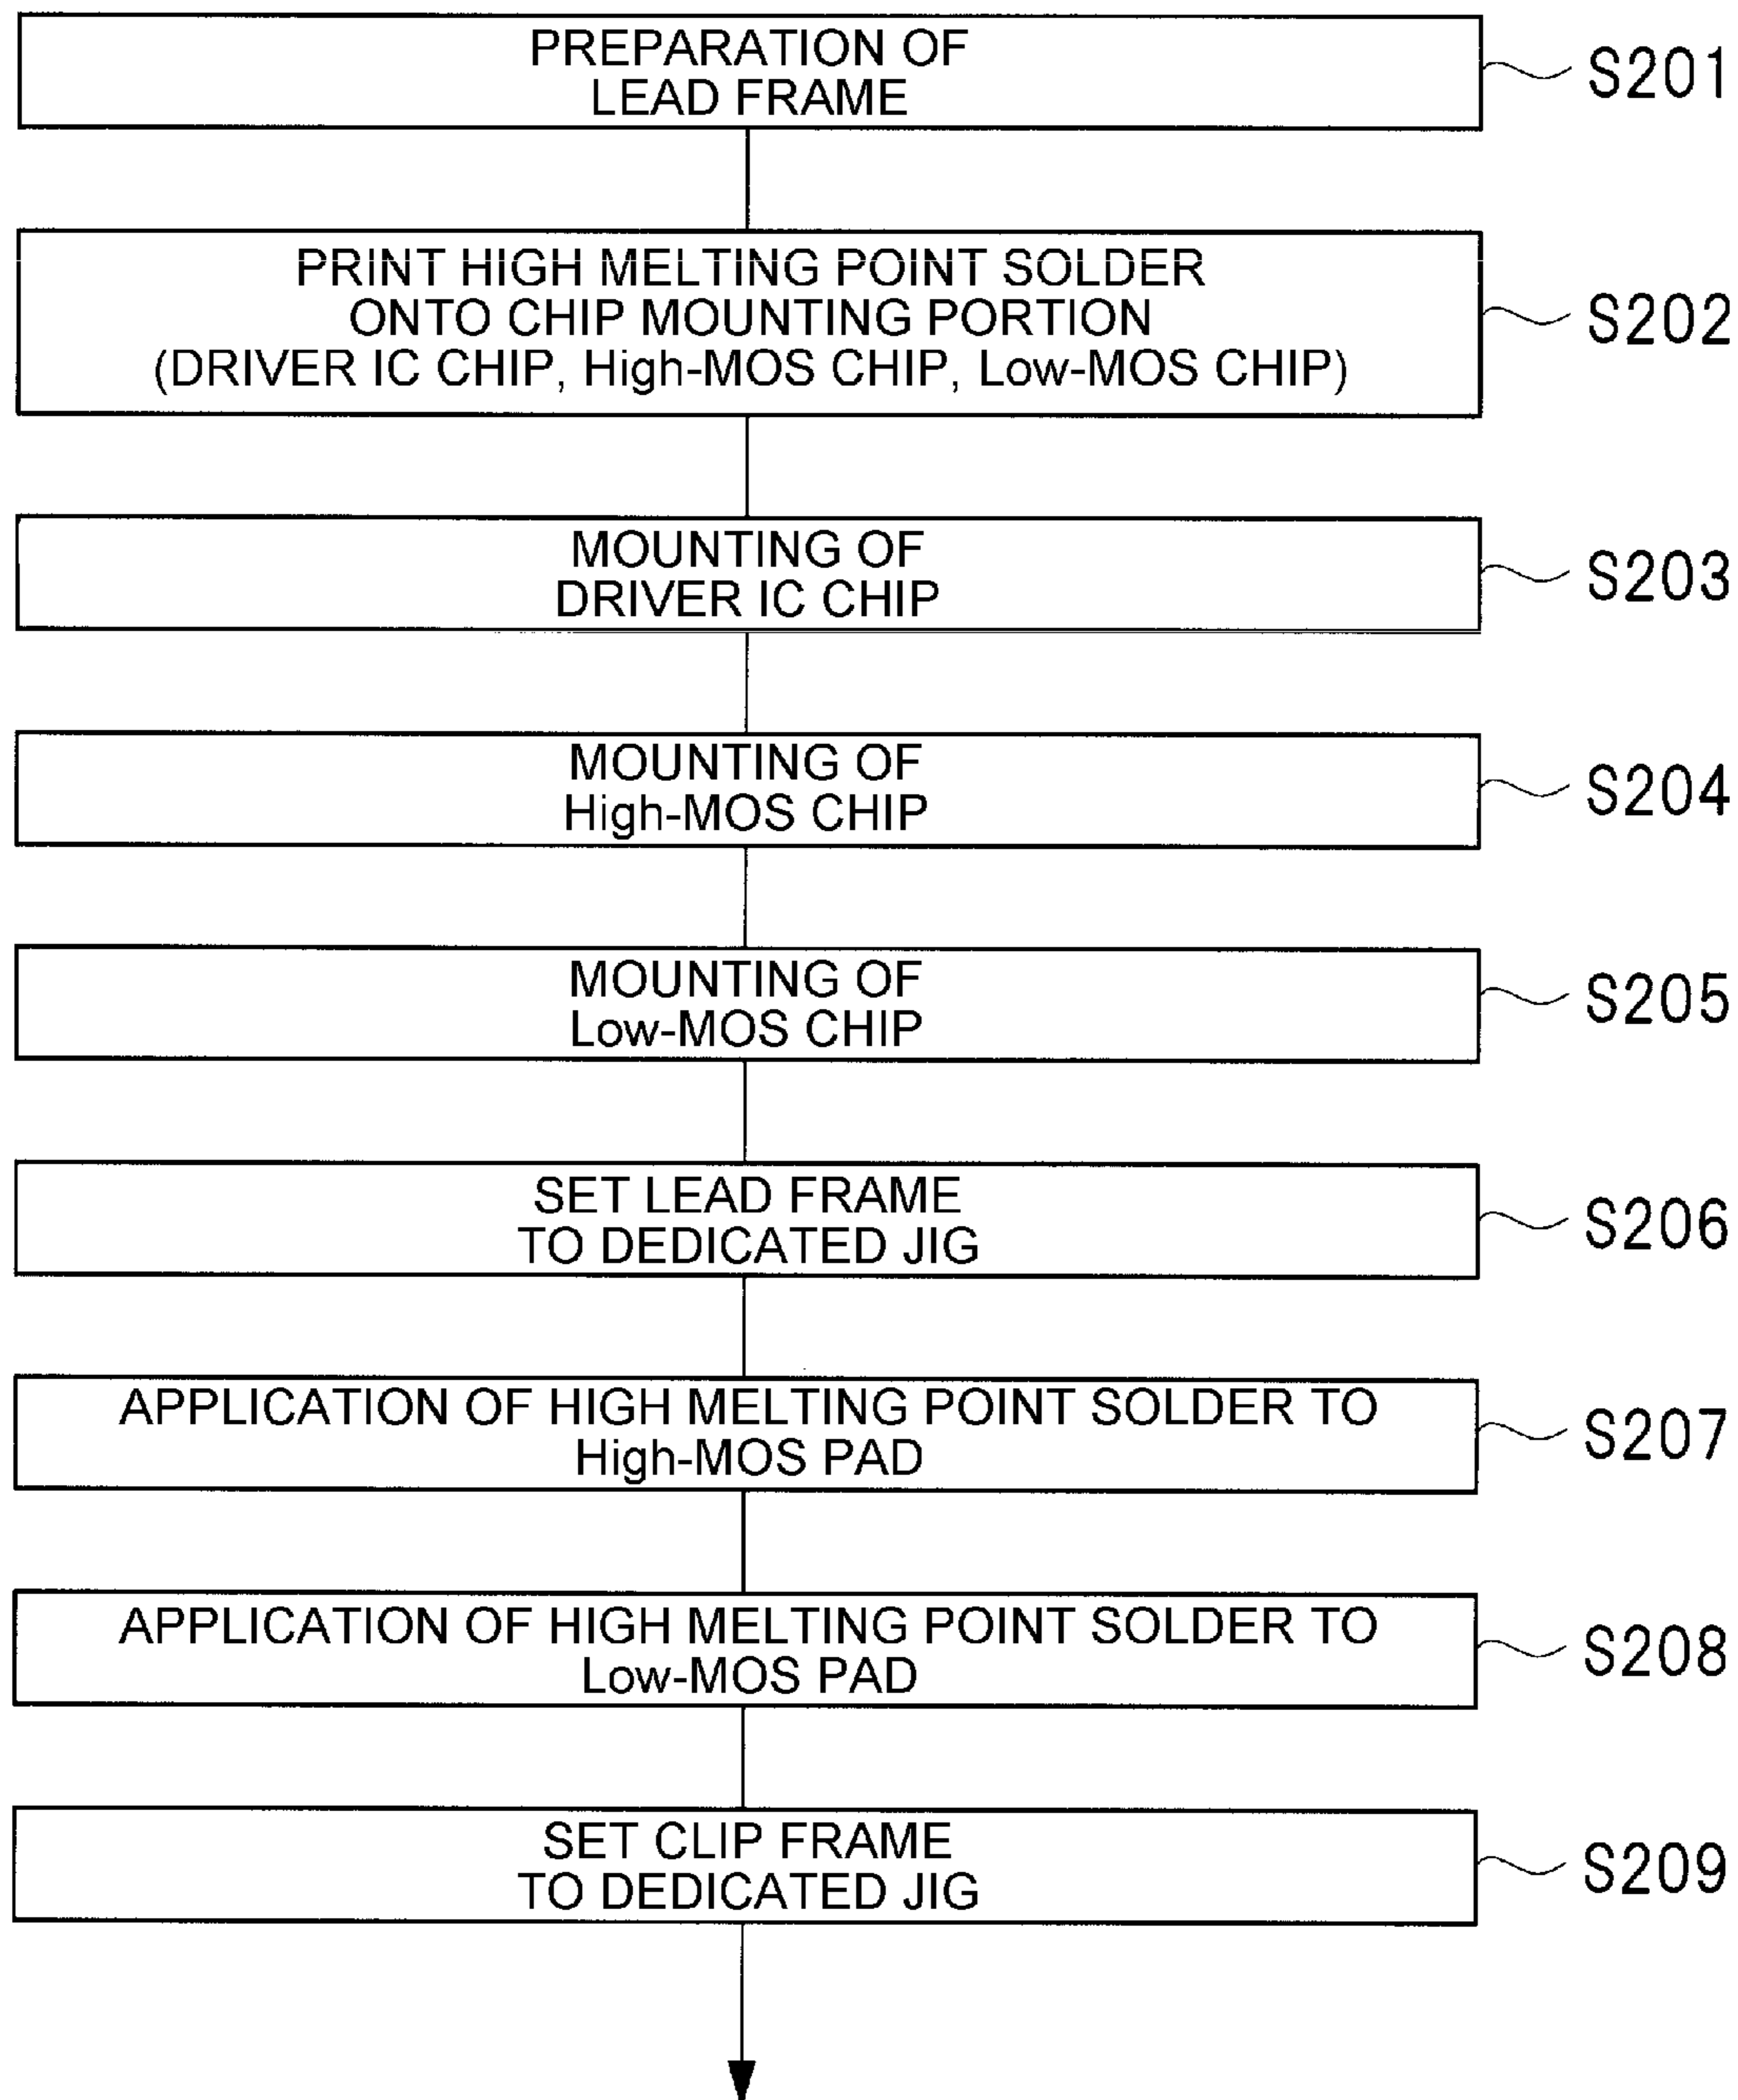 PREPARATION OF
LEAD FRAME
S201
PRINT HIGH MELTING POINT SOLDER
ONTO CHIP MOUNTING PORTION
(DRIVER IC CHIP, High-MOS CHIP, Low-MOS CHIP)
S202
MOUNTING OF
DRIVER IC CHIP
S203
MOUNTING OF
High-MOS CHIP
S204
MOUNTING OF
Low-MOS CHIP
S205
SET LEAD FRAME
TO DEDICATED JIG
S206
APPLICATION OF HIGH MELTING POINT SOLDER TO
High-MOS PAD
S207
APPLICATION OF HIGH MELTING POINT SOLDER TO
Low-MOS PAD
S208
SET CLIP FRAME
TO DEDICATED JIG
S209